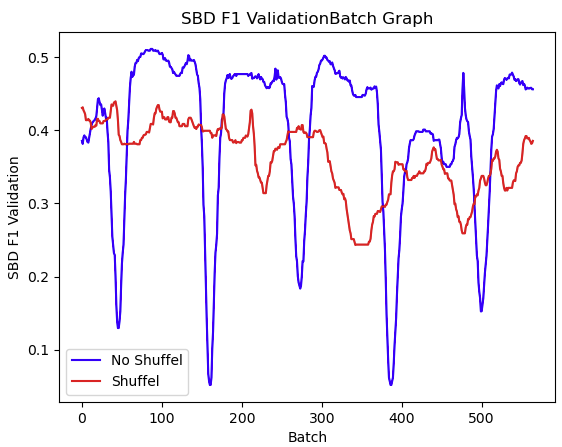 SBD F1 ValidationBatch Graph
SBD F1 Validation
0.5
0.4
0.3
0.2
0.1
No Shuffel
Shuffel
0 100 200 300 400 500
Batch